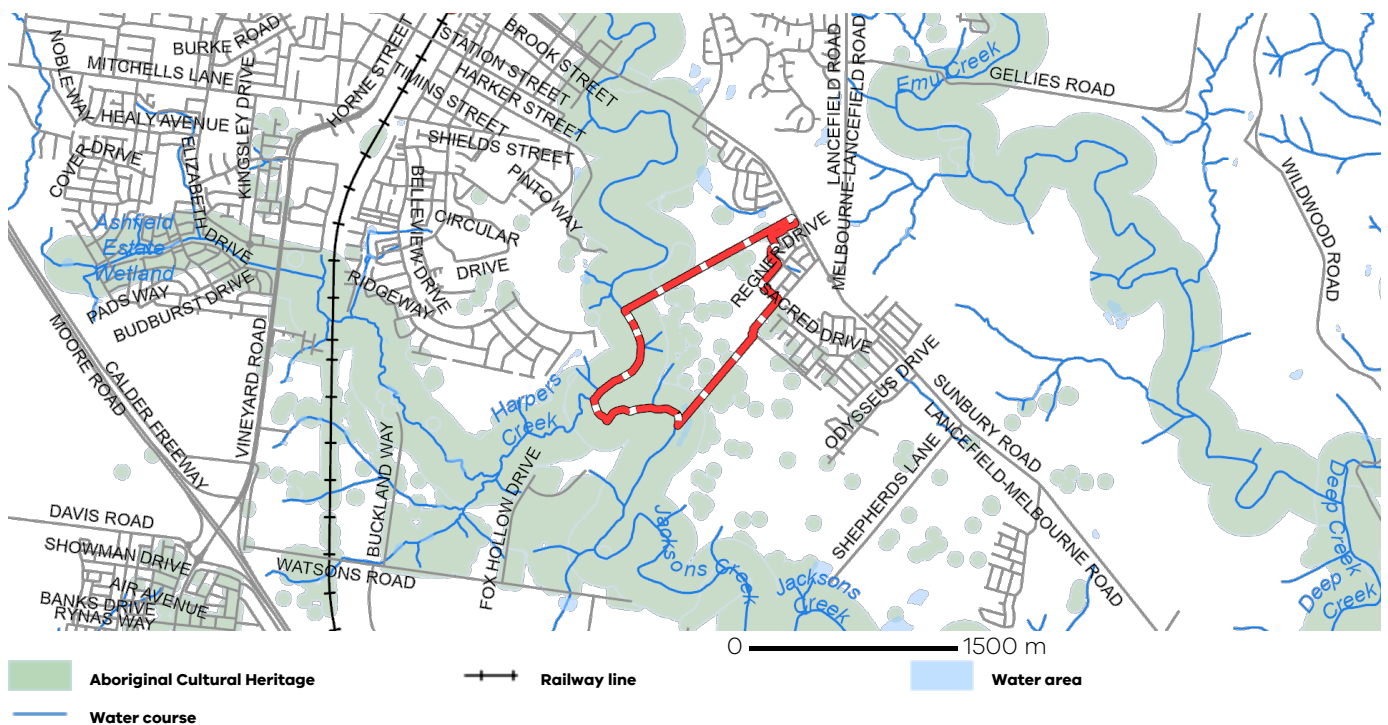 BURKE ROAD
MITCHELLS LANE
NOBLE WAY
HEALY AVENUE
COVER DRIVE
ELIZABETH DRIVE
KINGSLEY DRIVE
HORNE STREET
STATION STREET
BROOK STREET
HARKER STREET
TIMINS STREET
SHIELDS STREET
PINTO WAY
BELLEVIEW DRIVE
CIRCULAR
DRIVE
RIDGEWAY
Ashfield
Estate
Wetland
PADS WAY
BUDBURST DRIVE
MOORE ROAD
CALDER FREEWAY
VINEYARD ROAD
LANCEFIELD ROAD
MELBOURNE-LANCEFIELD ROAD
Emu Creek
GELLIES ROAD
WILDWOOD ROAD
REGNER DRIVE
SACRED DRIVE
ODYSSEUS DRIVE
SUNBURY ROAD
LANCEFIELD-MELBOURNE ROAD
SHEPHERDS LANE
Harpers
Creek
BUCKLAND WAY
FOX HOLLOW DRIVE
WATSONS ROAD
DAVIS ROAD
SHOWMAN DRIVE
AIR AVENUE
BANKS DRIVE
RYNAS WAY
Jacksons Creek
Jacksons
Creek
Deep Creek
Deep
Creek
0 1500 m
Aboriginal Cultural Heritage
Railway line
Water area
Water course